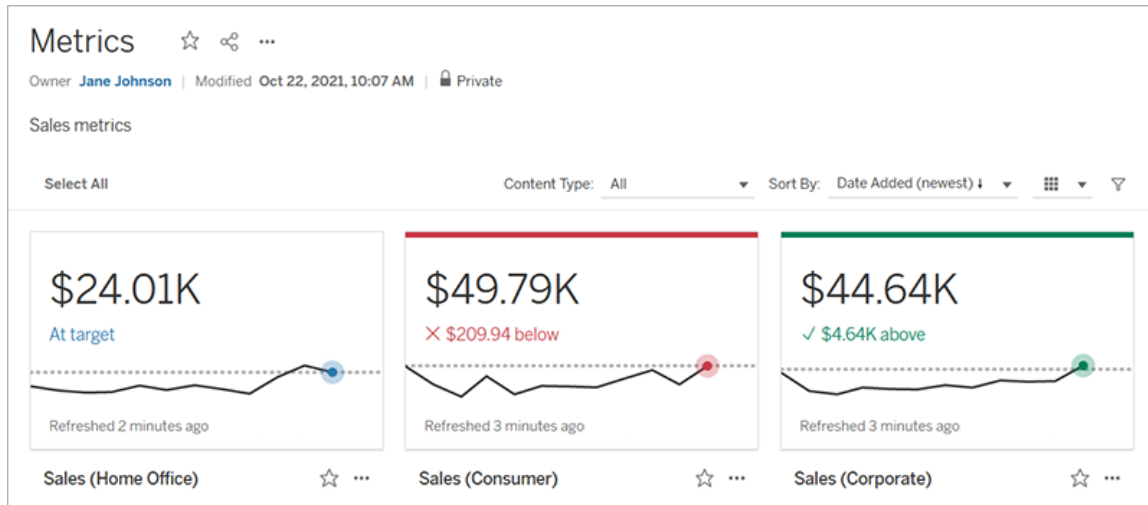 Metrics
Owner Jane Johnson | Modified Oct 22, 2021, 10:07 AM | Private
Sales metrics
Select All Content Type: All Sort By: Date Added (newest) ↓
$24.01K
At target
Refreshed 2 minutes ago
Sales (Home Office)
$49.79K
$209.94 below
Refreshed 3 minutes ago
Sales (Consumer)
$44.64K
$4.64K above
Refreshed 3 minutes ago
Sales (Corporate)